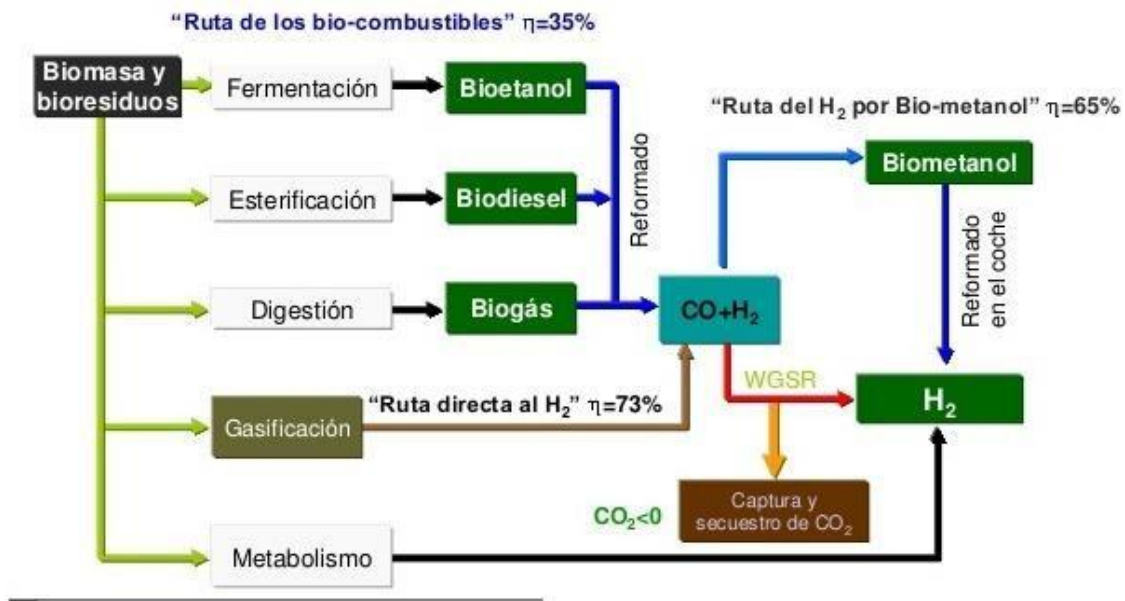 “Ruta de los bio-combustibles” η=35%
Biomasa y
bioresiduos
Fermentación
Bioetanol
“Ruta del H₂ por Bio-metanol” η=65%
Biometanol
Esterificación
Biodiesel
Reformado
Reformado
en el coche
Digestión
Biogás
CO+H₂
WGSR
H₂
“Ruta directa al H₂” η=73%
Gasificación
CO₂<0
Captura y
secuestro de CO₂
Metabolismo